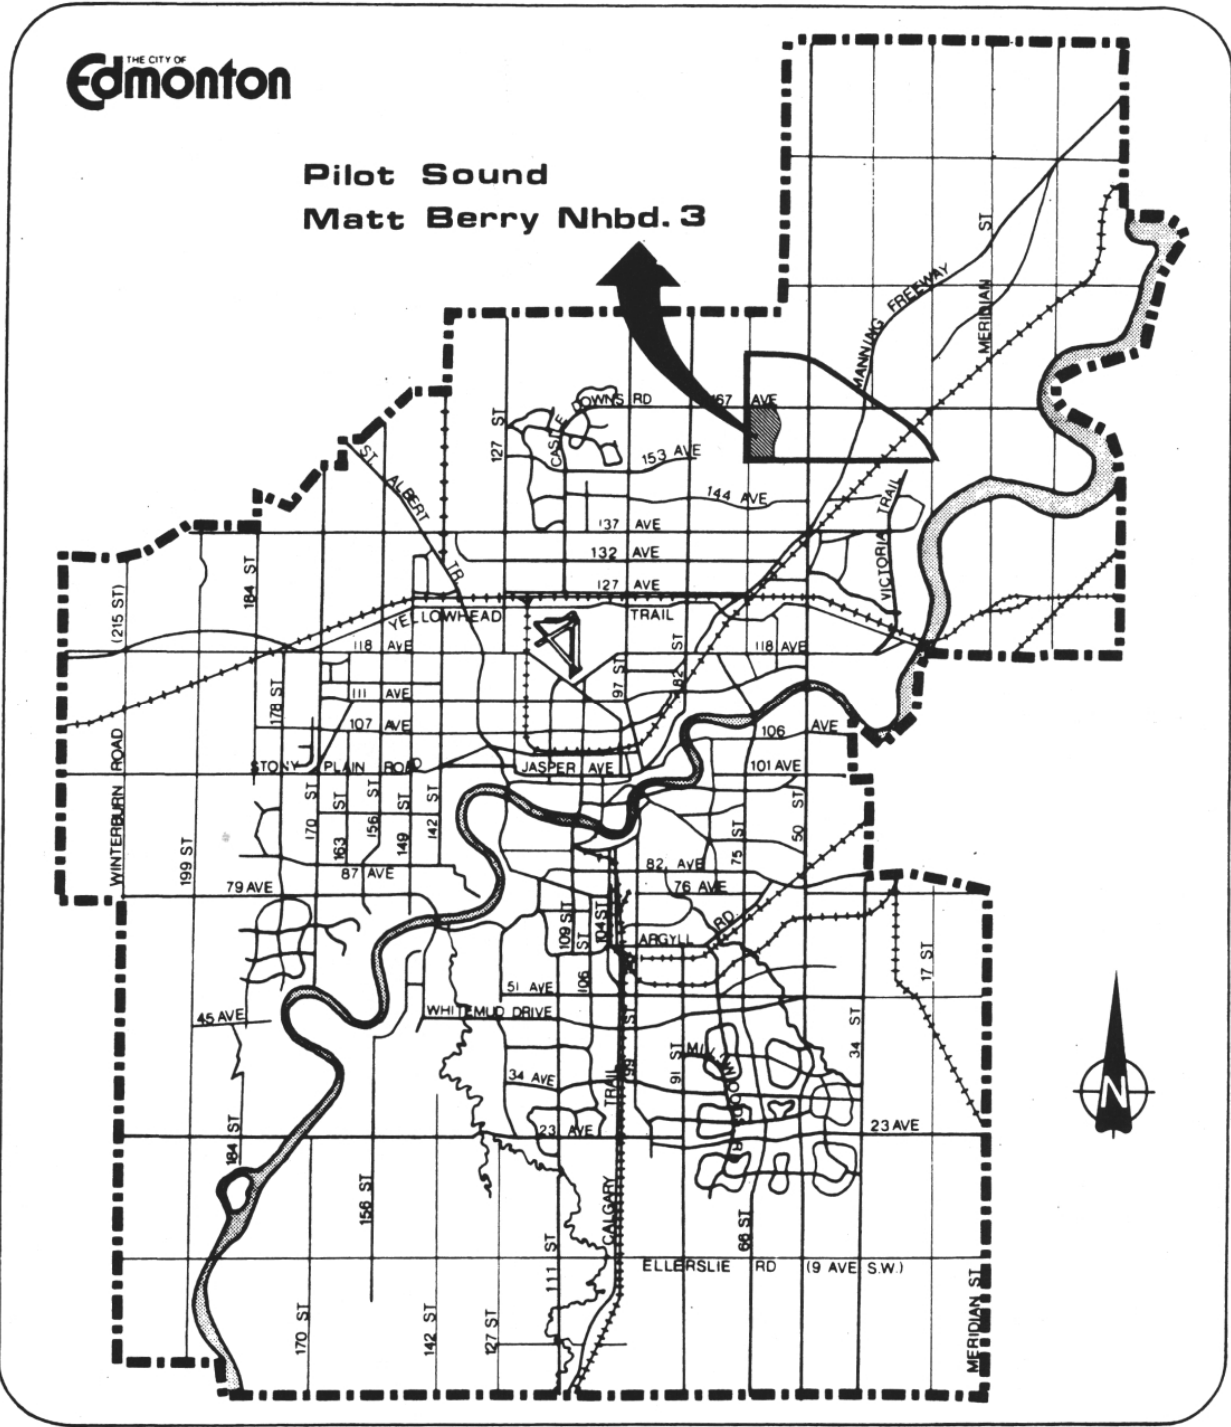 THE CITY OF
Edmonton
Pilot Sound
Matt Berry Nhbd. 3
MANNING FREEWAY
MERIDIAN ST
DOWNS RD
CASTLE
167 AVE
127 ST
153 AVE
144 AVE
ST ALBERT TR
137 AVE
132 AVE
127 AVE
VICTORIA TRAIL
184 ST
(215 ST)
YELLOWHEAD TRAIL
118 AVE
118 AVE
97 ST
82 ST
178 ST
111 AVE
107 AVE
106 AVE
WINTERBURN ROAD
STONY PLAIN ROAD
JASPER AVE
101 AVE
170 ST
163 ST
156 ST
149 ST
142 ST
50 ST
75 ST
199 ST
87 AVE
82 AVE
79 AVE
76 AVE
109 ST
104 ST
106 ST
ARGYLL RD
17 ST
51 AVE
45 AVE
WHITEMUD DRIVE
34 ST
99 ST
91 ST
MILL WOODS RD
34 AVE
CALGARY TRAIL
N
23 AVE
23 AVE
184 ST
156 ST
66 ST
111 ST
ELLERSLIE RD (9 AVE S.W.)
170 ST
142 ST
127 ST
MERIDIAN ST